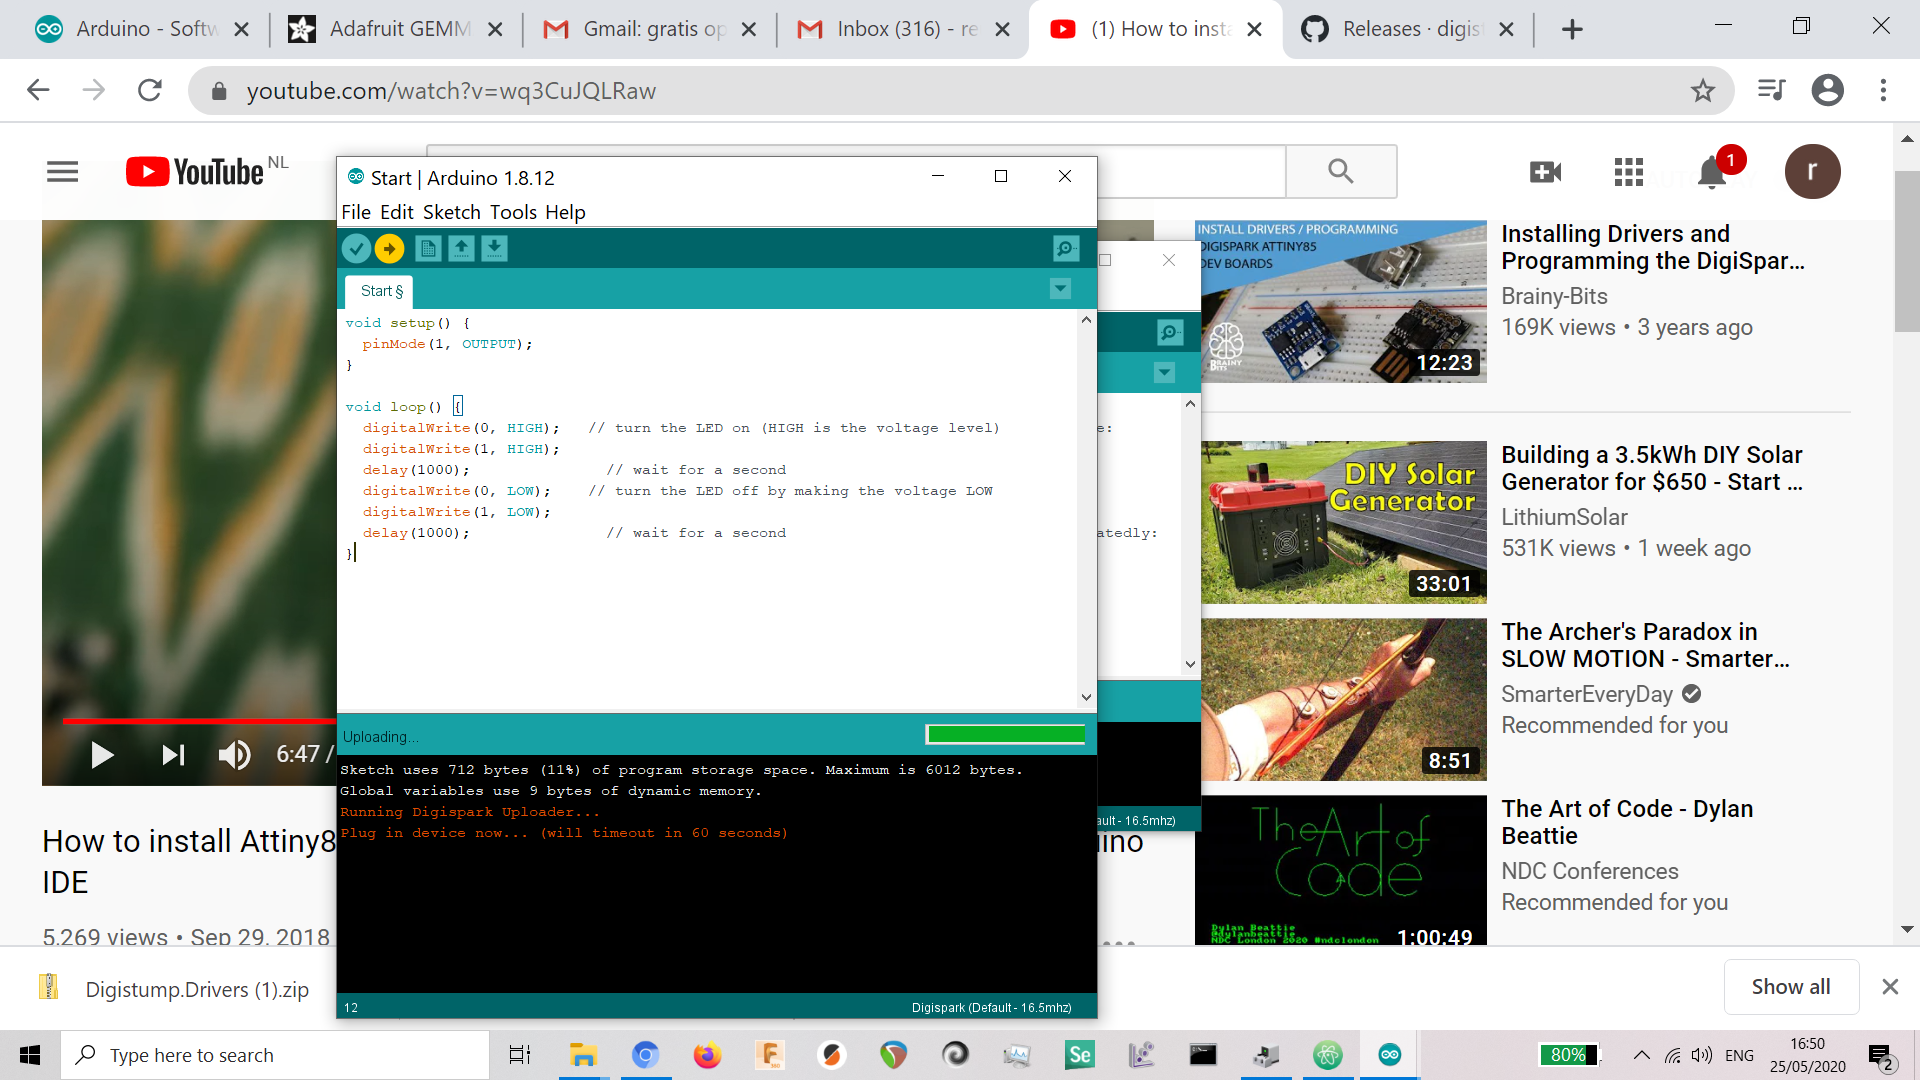 Arduino - Softw
Adafruit GEMM
Gmail: gratis op
Inbox (316) - re
(1) How to insta
Releases · digis
youtube.com/watch?v=wq3CuJQLRaw
YouTube NL
1
r
Start | Arduino 1.8.12
File Edit Sketch Tools Help
Start §
void setup() {
pinMode(1, OUTPUT);
}
void loop() {
digitalWrite(0, HIGH); // turn the LED on (HIGH is the voltage level)
digitalWrite(1, HIGH);
delay(1000); // wait for a second
digitalWrite(0, LOW); // turn the LED off by making the voltage LOW
digitalWrite(1, LOW);
delay(1000); // wait for a second
}
e:
atedly:
Uploading...
Sketch uses 712 bytes (11%) of program storage space. Maximum is 6012 bytes.
Global variables use 9 bytes of dynamic memory.
Running Digispark Uploader...
Plug in device now... (will timeout in 60 seconds)
12
Digispark (Default - 16.5mhz)
ault - 16.5mhz)
6:47 /
How to install Attiny8
ino
IDE
5,269 views • Sep 29, 2018
INSTALL DRIVERS / PROGRAMMING
DIGISPARK ATTINY85
DEV BOARDS
BRAINY
BITS
12:23
Installing Drivers and
Programming the DigiSpar...
Brainy-Bits
169K views • 3 years ago
DIY Solar
Generator
33:01
Building a 3.5kWh DIY Solar
Generator for $650 - Start ...
LithiumSolar
531K views • 1 week ago
8:51
The Archer's Paradox in
SLOW MOTION - Smarter...
SmarterEveryDay
Recommended for you
The Art of
Code
Dylan Beattie
@dylanbeattie
NDC London 2020 #ndclondon
1:00:49
The Art of Code - Dylan
Beattie
NDC Conferences
Recommended for you
Digistump.Drivers (1).zip
Show all
Type here to search
Se
80%
ENG
16:50
25/05/2020
2